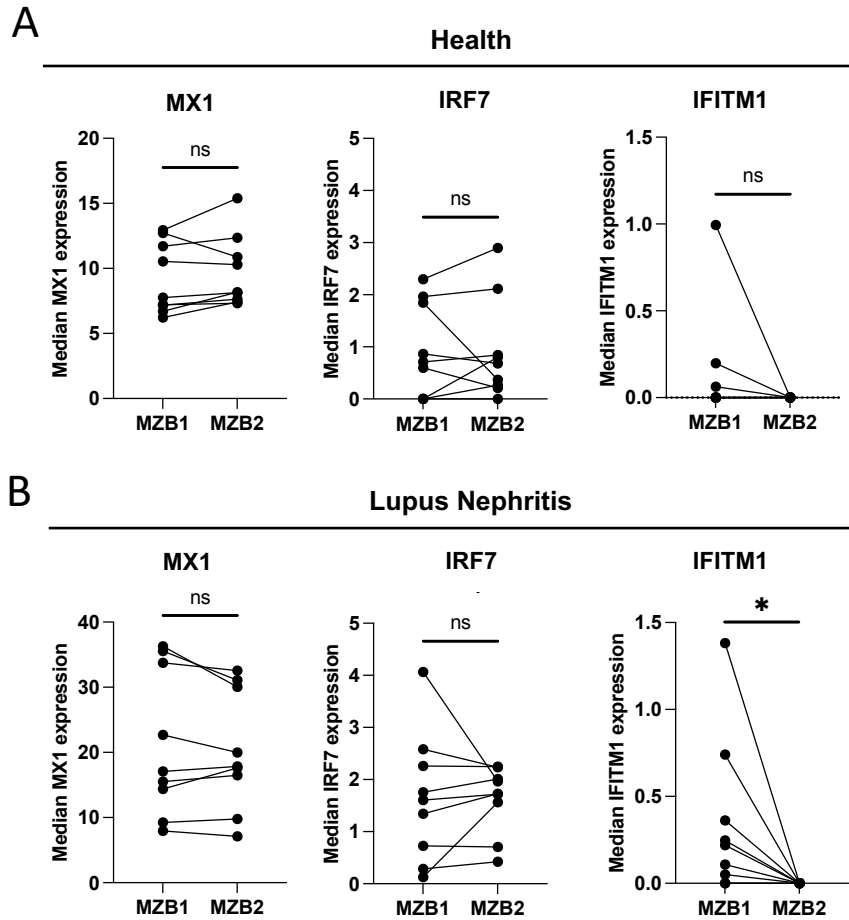 A
Health
MX1
IRF7
IFITM1
Median MX1 expression
20
15
10
5
0
ns
MZB1 MZB2
Median IRF7 expression
5
4
3
2
1
0
ns
MZB1 MZB2
Median IFITM1 expression
1.5
1.0
0.5
0.0
ns
MZB1 MZB2
B
Lupus Nephritis
MX1
IRF7
IFITM1
Median MX1 expression
40
30
20
10
0
ns
MZB1 MZB2
Median IRF7 expression
5
4
3
2
1
0
ns
MZB1 MZB2
Median IFITM1 expression
1.5
1.0
0.5
0.0
*
MZB1 MZB2